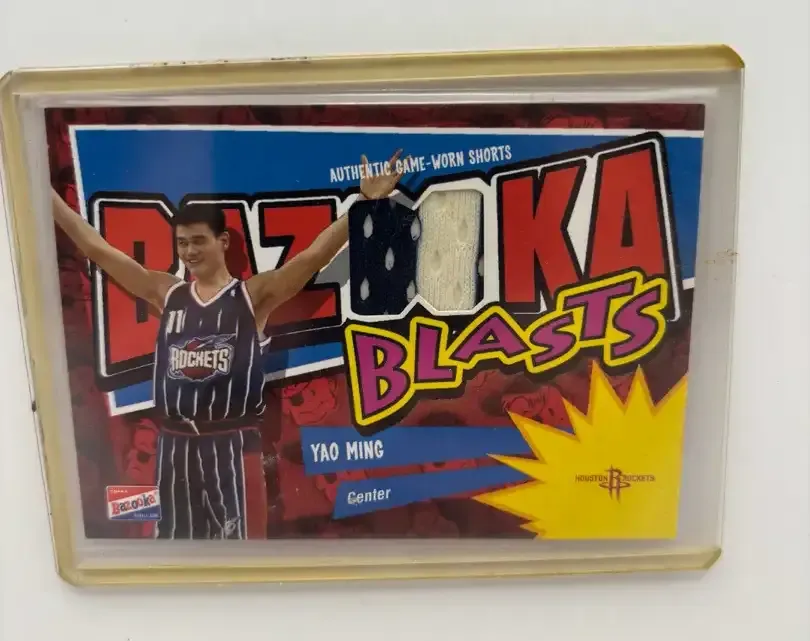 AUTHENTIC GAME-WORN SHORTS
BAZOOKA
BLASTS
11
ROCKETS
YAO MING
Center
Bazooka
HOUSTON ROCKETS